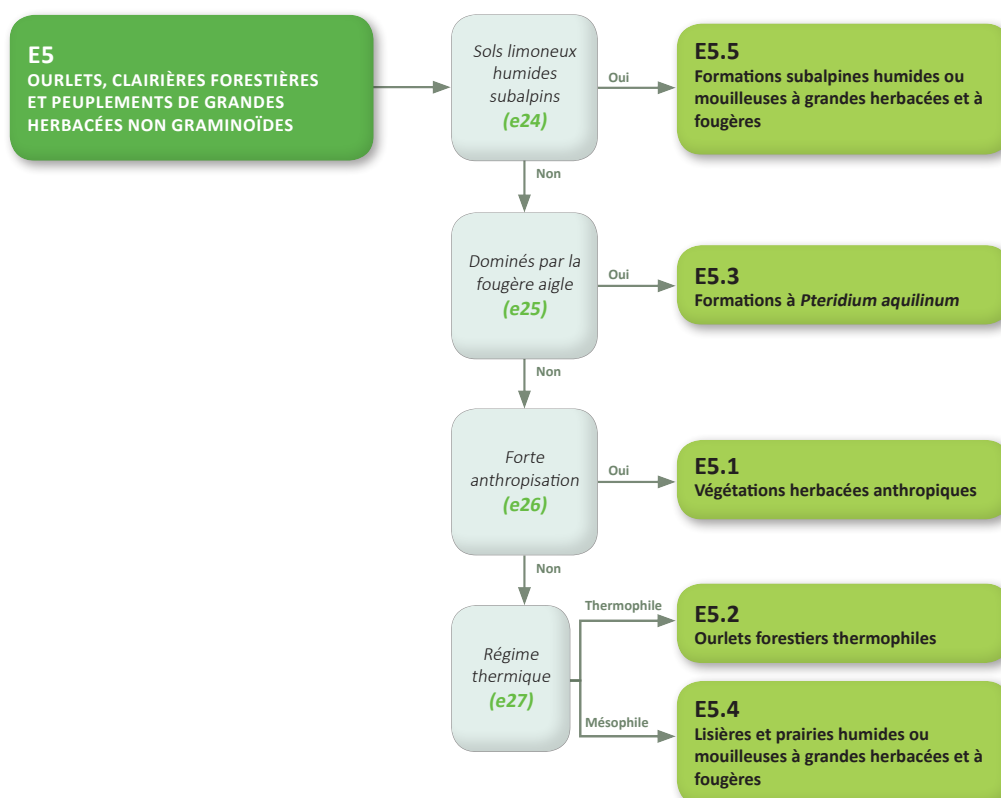 E5
OURLETS, CLAIRIÈRES FORESTIÈRES
ET PEUPLEMENTS DE GRANDES
HERBACÉES NON GRAMINOÏDES
Sols limoneux
humides
subalpins
(e24)
Oui
E5.5
Formations subalpines humides ou
mouilleuses à grandes herbacées et à
fougères
Non
Dominés par la
fougère aigle
(e25)
Oui
E5.3
Formations à Pteridium aquilinum
Non
Forte
anthropisation
(e26)
Oui
E5.1
Végétations herbacées anthropiques
Non
Régime
thermique
(e27)
Thermophile
E5.2
Ourlets forestiers thermophiles
Mésophile
E5.4
Lisières et prairies humides ou
mouilleuses à grandes herbacées et à
fougères